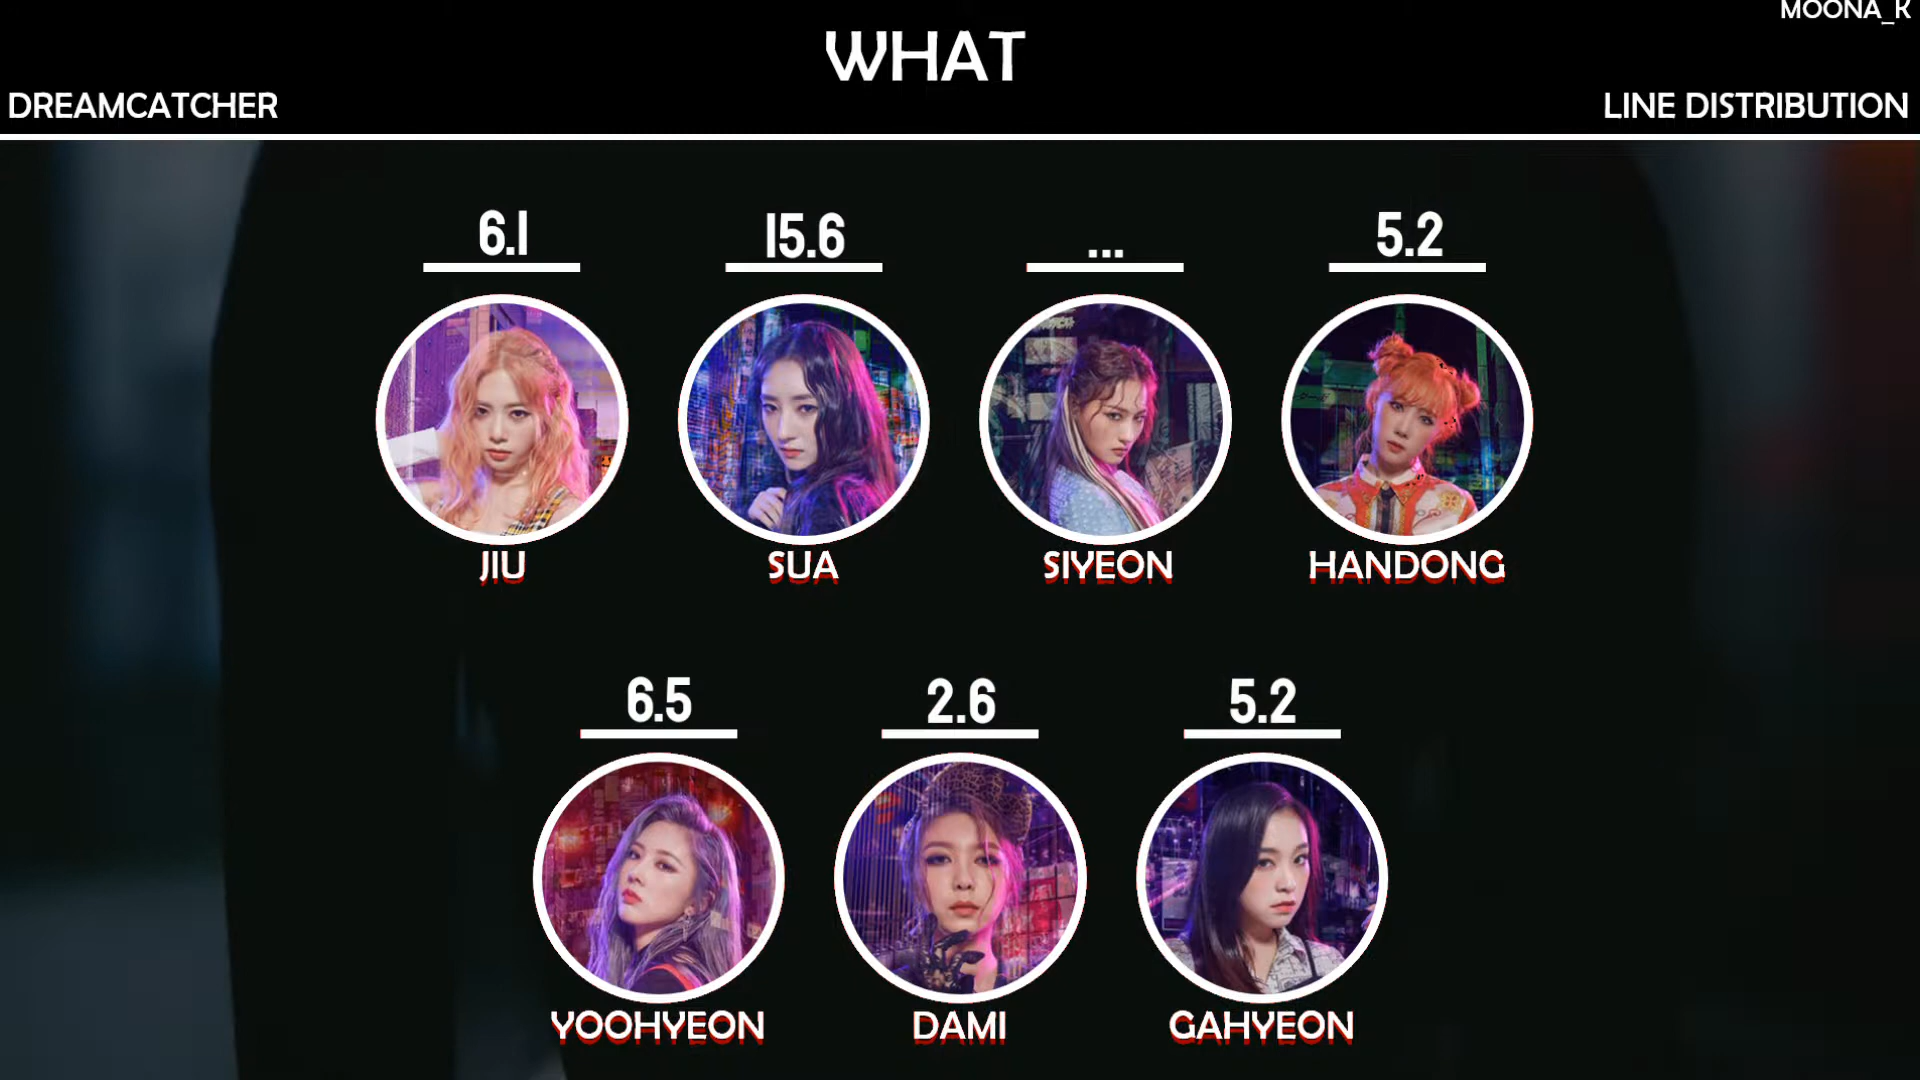 MOONA_K
WHAT
DREAMCATCHER
LINE DISTRIBUTION
6.1
15.6
...
5.2
JIU
SUA
SIYEON
HANDONG
6.5
2.6
5.2
YOOHYEON
DAMI
GAHYEON